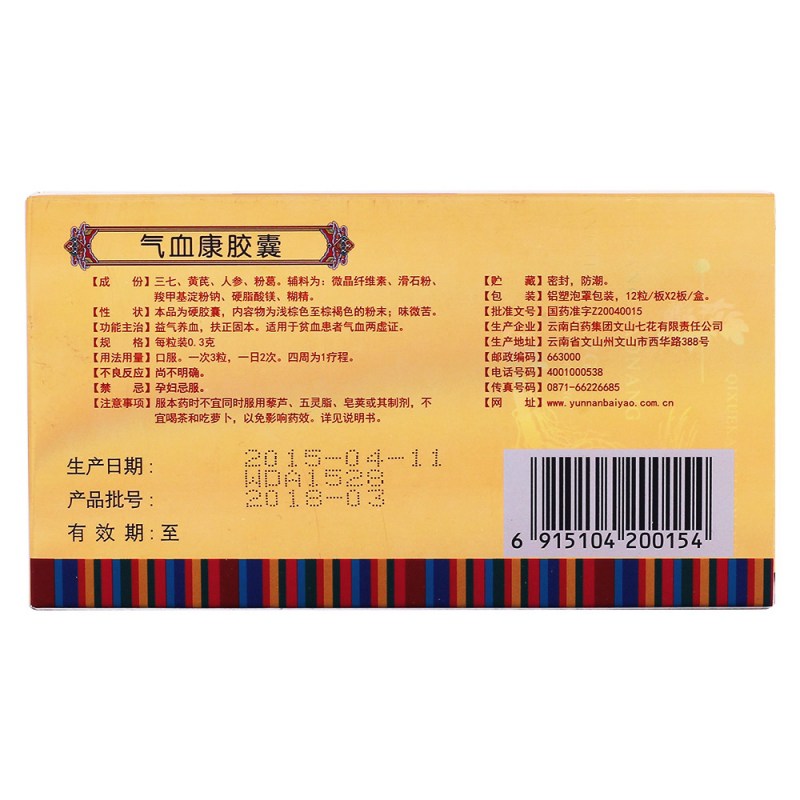 气血康胶囊
【成　份】三七、黄芪、人参、粉葛。辅料为：微晶纤维素、滑石粉、
羧甲基淀粉钠、硬脂酸镁、糊精。
【性　状】本品为硬胶囊，内容物为浅棕色至棕褐色的粉末；味微苦。
【功能主治】益气养血，扶正固本。适用于贫血患者气血两虚证。
【规　格】每粒装0.3克
【用法用量】口服。一次3粒，一日2次。四周为1疗程。
【不良反应】尚不明确。
【禁　忌】孕妇忌服。
【注意事项】服本药时不宜同时服用藜芦、五灵脂、皂荚或其制剂，不
宜喝茶和吃萝卜，以免影响药效。详见说明书。
【贮　藏】密封，防潮。
【包　装】铝塑泡罩包装，12粒/板X2板/盒。
【批准文号】国药准字Z20040015
【生产企业】云南白药集团文山七花有限责任公司
【生产地址】云南省文山州文山市西华路388号
【邮政编码】663000
【电话号码】4001000538
【传真号码】0871-66226685
【网　址】www.yunnanbaiyao.com.cn
生产日期：
产品批号：
有 效 期：至
2015-04-11
WDA1528
2018-03
6 915104 200154